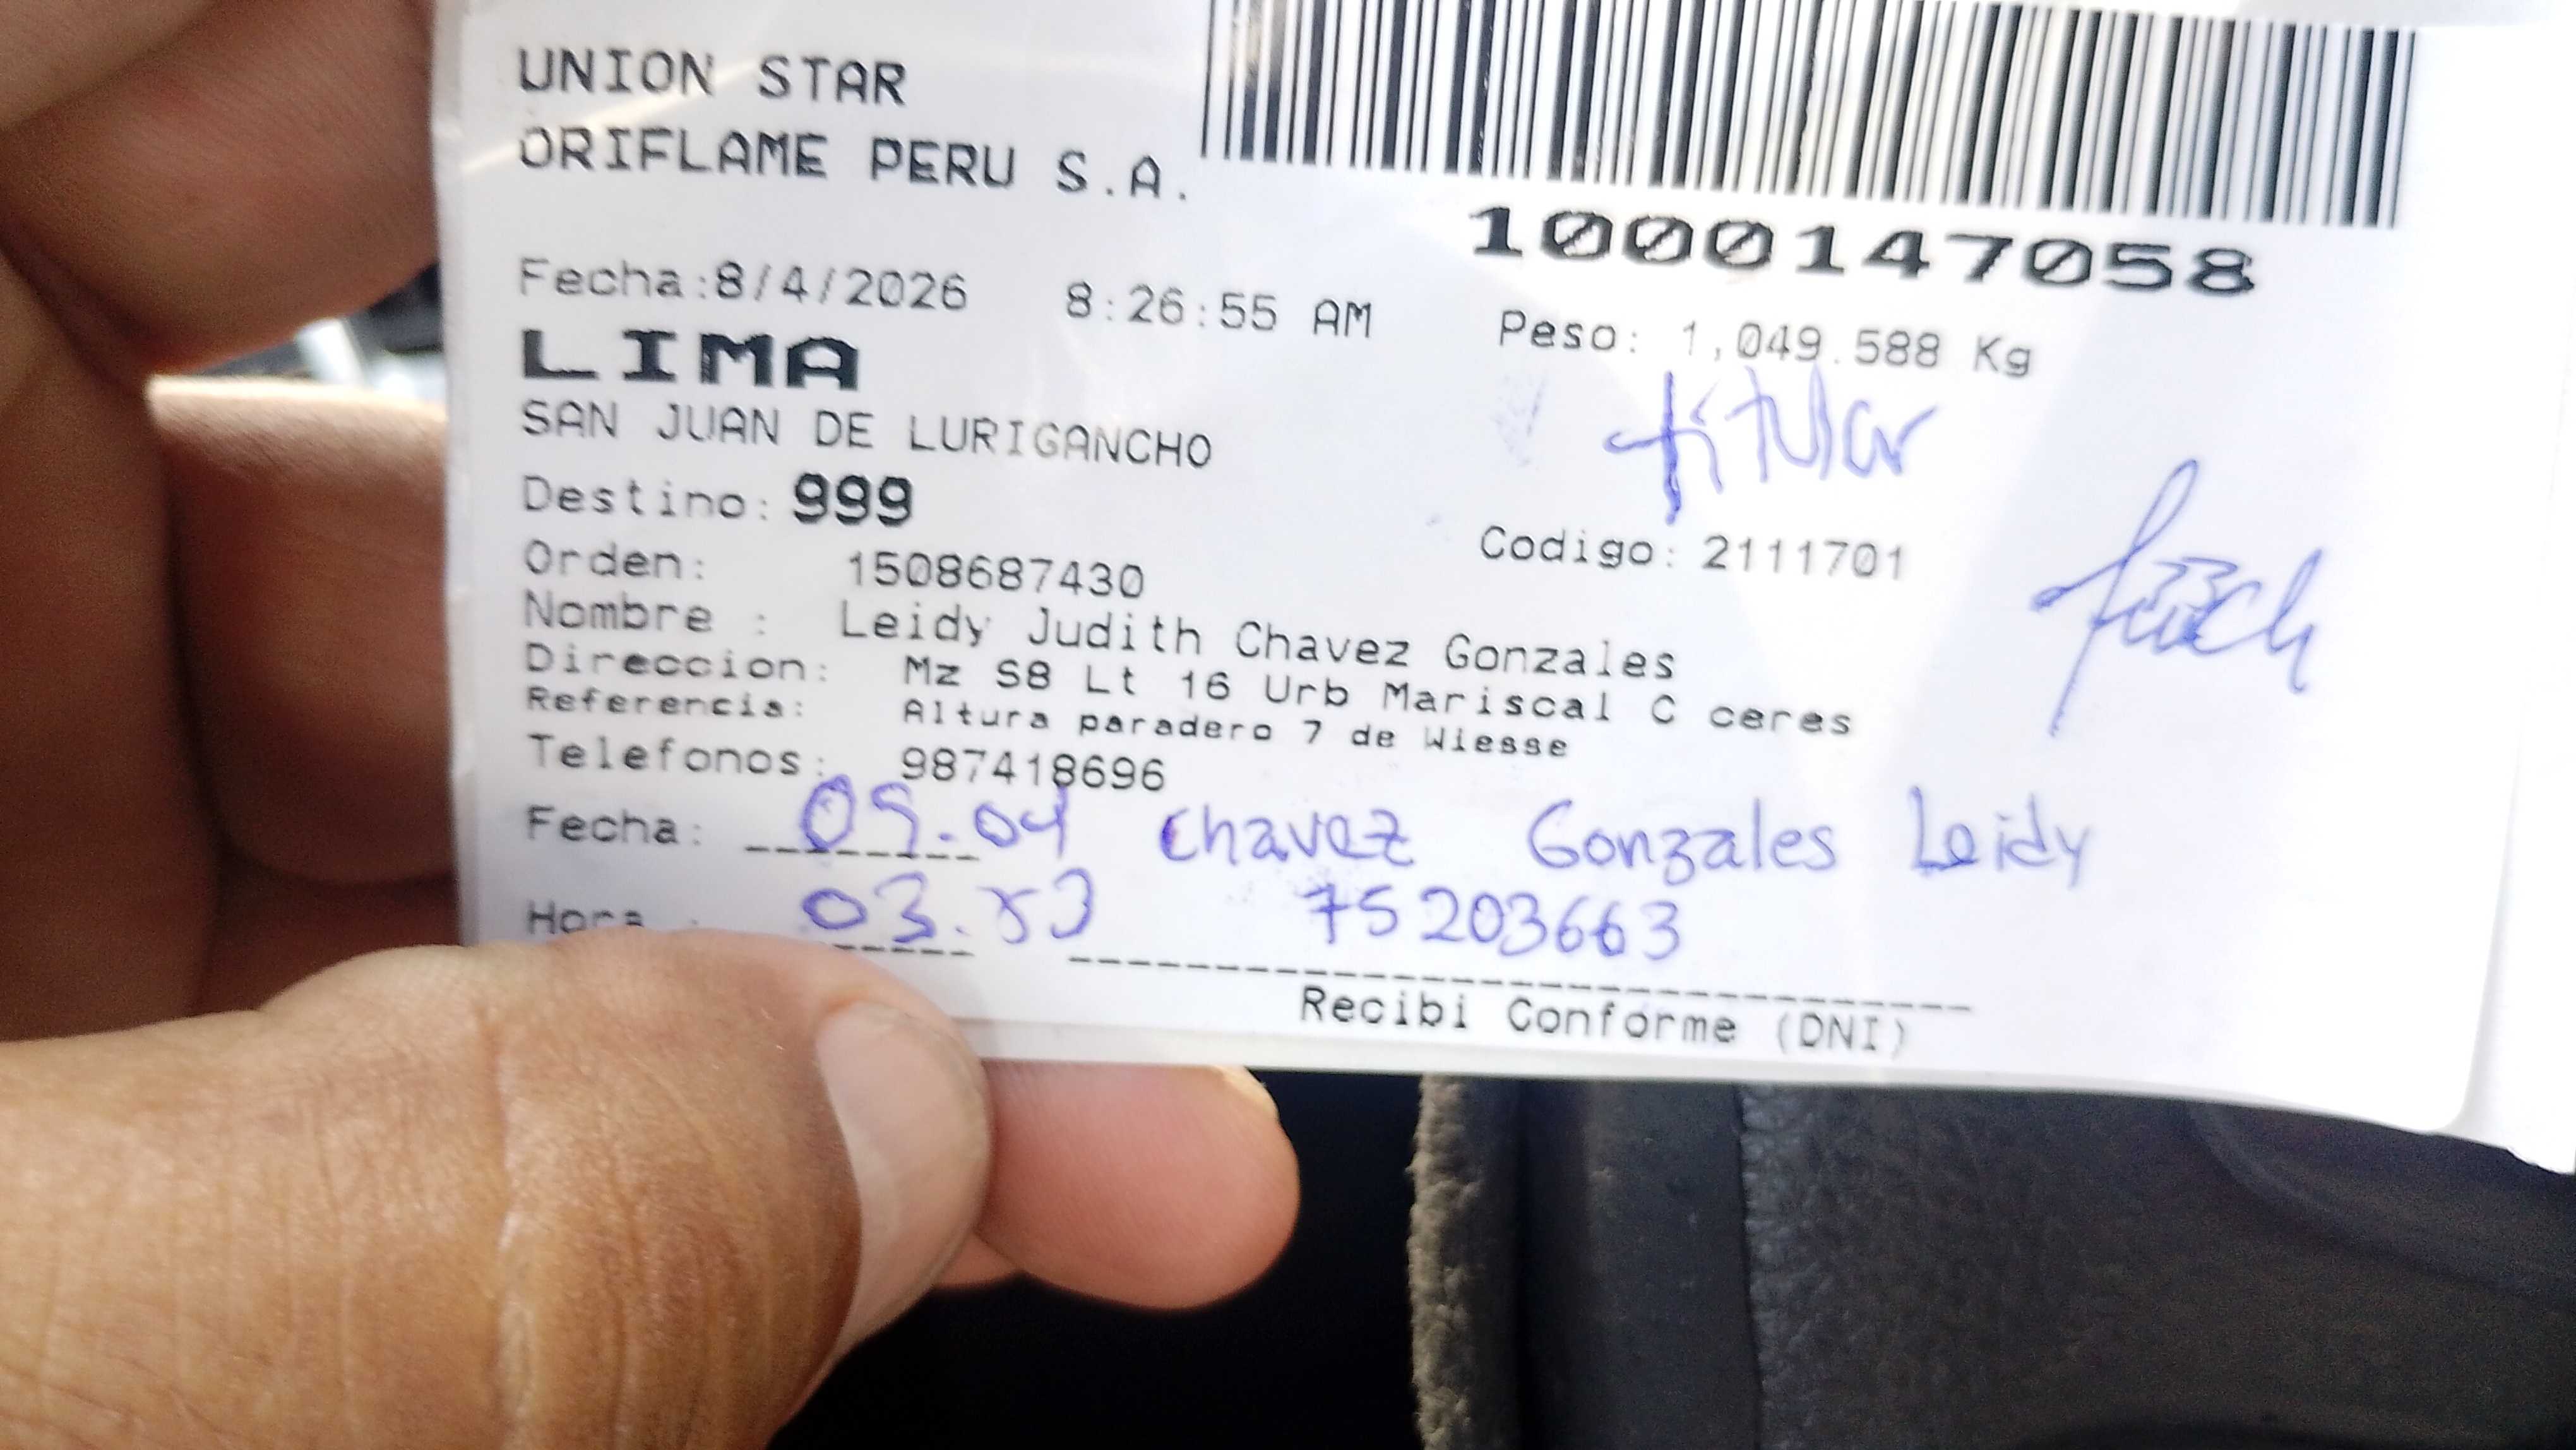 UNION STAR
ORIFLAME PERU S.A.
1000147058
Fecha:8/4/2026 8:26:55 AM
Peso: 1,049.588 Kg
LIMA
titular
SAN JUAN DE LURIGANCHO
Destino: 999
Codigo: 2111701
Orden: 1508687430
Nombre : Leidy Judith Chavez Gonzales
Direccion: Mz S8 Lt 16 Urb Mariscal C ceres
Referencia: Altura paradero 7 de Wiesse
Telefonos: 987418696
Fecha: 09.04 Chavez Gonzales Leidy
Hora : 03.53 75203663
Recibi Conforme (DNI)